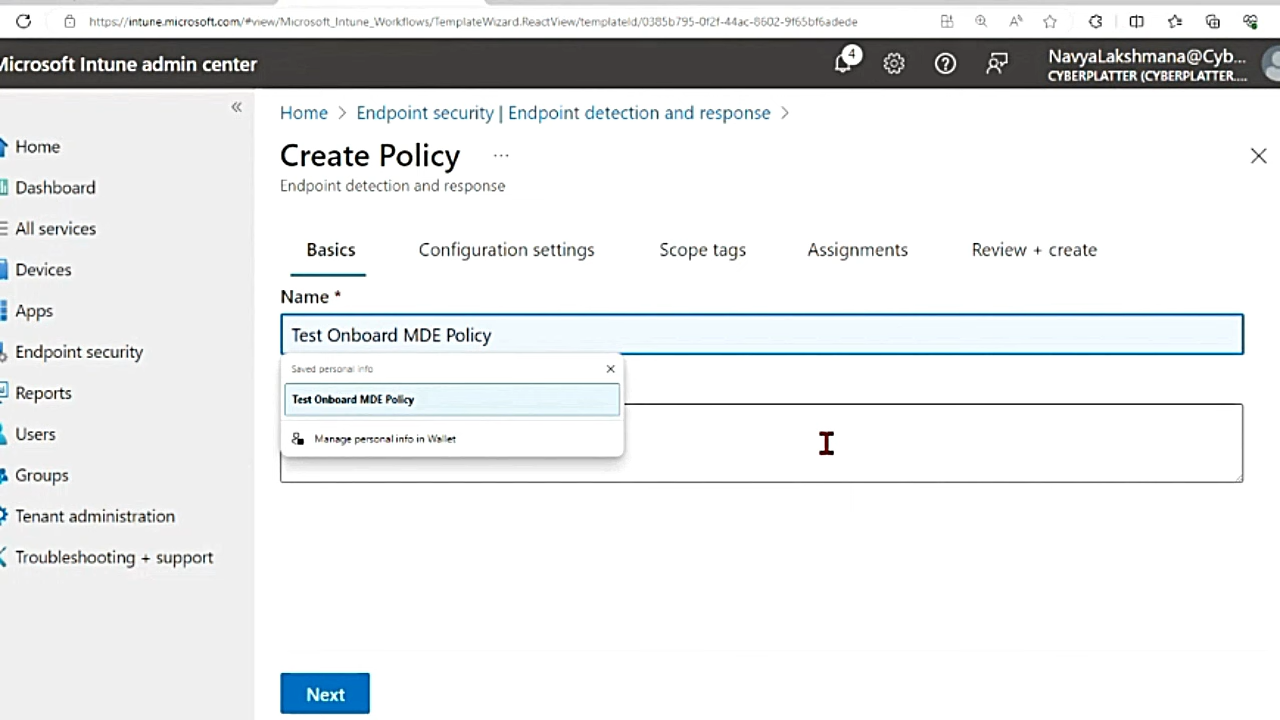 https://intune.microsoft.com/#view/Microsoft_Intune_Workflows/TemplateWizard.ReactView/templateId/0385b795-0f2f-44ac-8602-9f65bf6adede
Microsoft Intune admin center
4
NavyaLakshmana@Cyb...
CYBERPLATTER (CYBERPLATTER....
Home
Dashboard
All services
Devices
Apps
Endpoint security
Reports
Users
Groups
Tenant administration
Troubleshooting + support
Home > Endpoint security | Endpoint detection and response >
Create Policy ...
Endpoint detection and response
Basics Configuration settings Scope tags Assignments Review + create
Name *
Test Onboard MDE Policy
Saved personal info
Test Onboard MDE Policy
Manage personal info in Wallet
Next